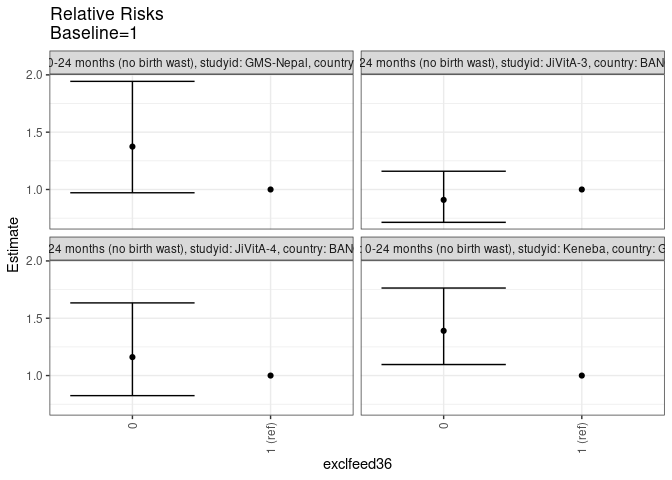 Relative Risks
Baseline=1
0-24 months (no birth wast), studyid: GMS-Nepal, country
24 months (no birth wast), studyid: JiVitA-3, country: BAN
2.0
1.5
1.0
24 months (no birth wast), studyid: JiVitA-4, country: BAN
: 0-24 months (no birth wast), studyid: Keneba, country: G
2.0
1.5
1.0
Estimate
0
1 (ref)
0
1 (ref)
exclfeed36